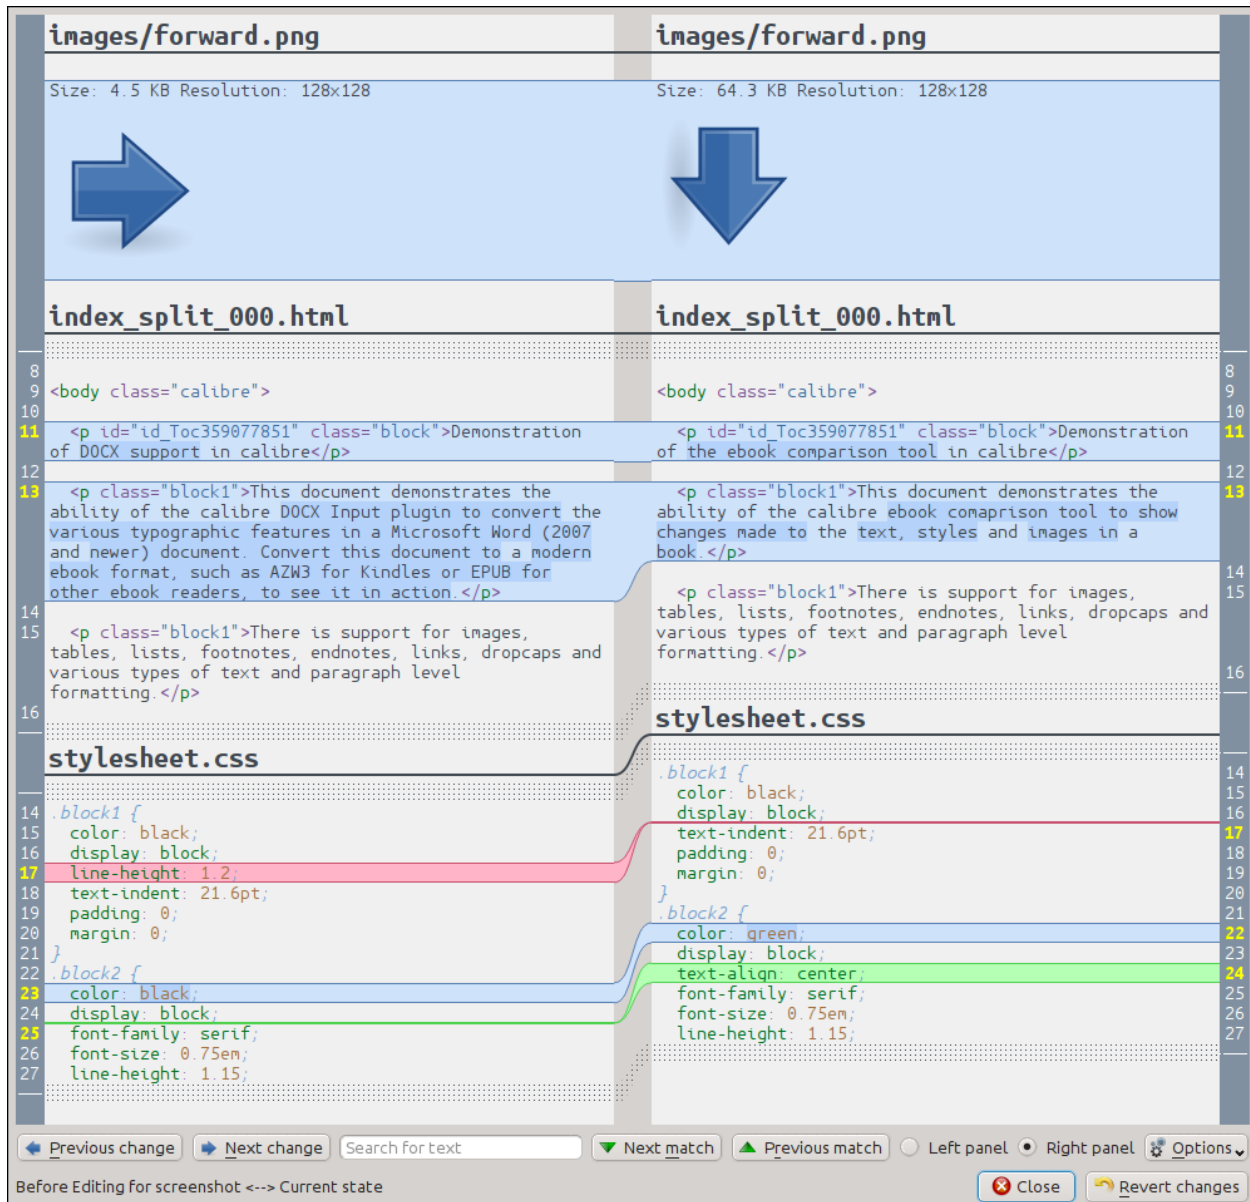 images/forward.png
Size: 4.5 KB Resolution: 128x128
index_split_000.html
8
9 <body class="calibre">
10
11 <p id="id_Toc359077851" class="block">Demonstration
of DOCX support in calibre</p>
12
13 <p class="block1">This document demonstrates the
ability of the calibre DOCX Input plugin to convert the
various typographic features in a Microsoft Word (2007
and newer) document. Convert this document to a modern
ebook format, such as AZW3 for Kindles or EPUB for
other ebook readers, to see it in action.</p>
14
15 <p class="block1">There is support for images,
tables, lists, footnotes, endnotes, links, dropcaps and
various types of text and paragraph level
formatting.</p>
16
stylesheet.css
14 .block1 {
15 color: black;
16 display: block;
17 line-height: 1.2;
18 text-indent: 21.6pt;
19 padding: 0;
20 margin: 0;
21 }
22 .block2 {
23 color: black;
24 display: block;
25 font-family: serif;
26 font-size: 0.75em;
27 line-height: 1.15;
images/forward.png
Size: 64.3 KB Resolution: 128x128
index_split_000.html
8
<body class="calibre"> 9
10
<p id="id_Toc359077851" class="block">Demonstration 11
of the ebook comparison tool in calibre</p>
12
<p class="block1">This document demonstrates the 13
ability of the calibre ebook comaprison tool to show
changes made to the text, styles and images in a
book.</p>
14
<p class="block1">There is support for images, 15
tables, lists, footnotes, endnotes, links, dropcaps and
various types of text and paragraph level
formatting.</p>
16
stylesheet.css
.block1 { 14
color: black; 15
display: block; 16
text-indent: 21.6pt; 17
padding: 0; 18
margin: 0; 19
} 20
.block2 { 21
color: green; 22
display: block; 23
text-align: center; 24
font-family: serif; 25
font-size: 0.75em; 26
line-height: 1.15; 27
Previous change Next change Search for text Next match Previous match Left panel Right panel Options
Before Editing for screenshot <--> Current state Close Revert changes